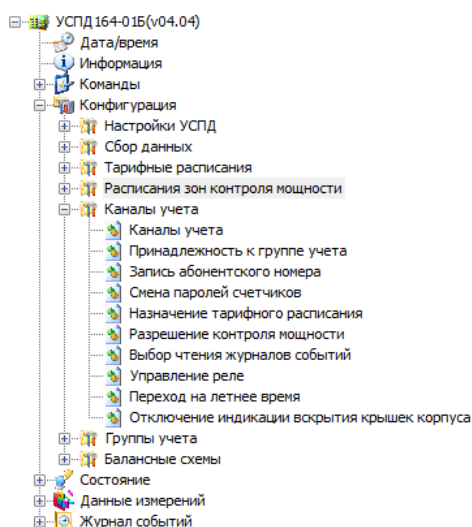 УСПД164-01Б(v04.04)
Дата/время
Информация
Команды
Конфигурация
Настройки УСПД
Сбор данных
Тарифные расписания
Расписания зон контроля мощности
Каналы учета
Каналы учета
Принадлежность к группе учета
Запись абонентского номера
Смена паролей счетчиков
Назначение тарифного расписания
Разрешение контроля мощности
Выбор чтения журналов событий
Управление реле
Переход на летнее время
Отключение индикации вскрытия крышек корпуса
Группы учета
Балансные схемы
Состояние
Данные измерений
Журнал событий